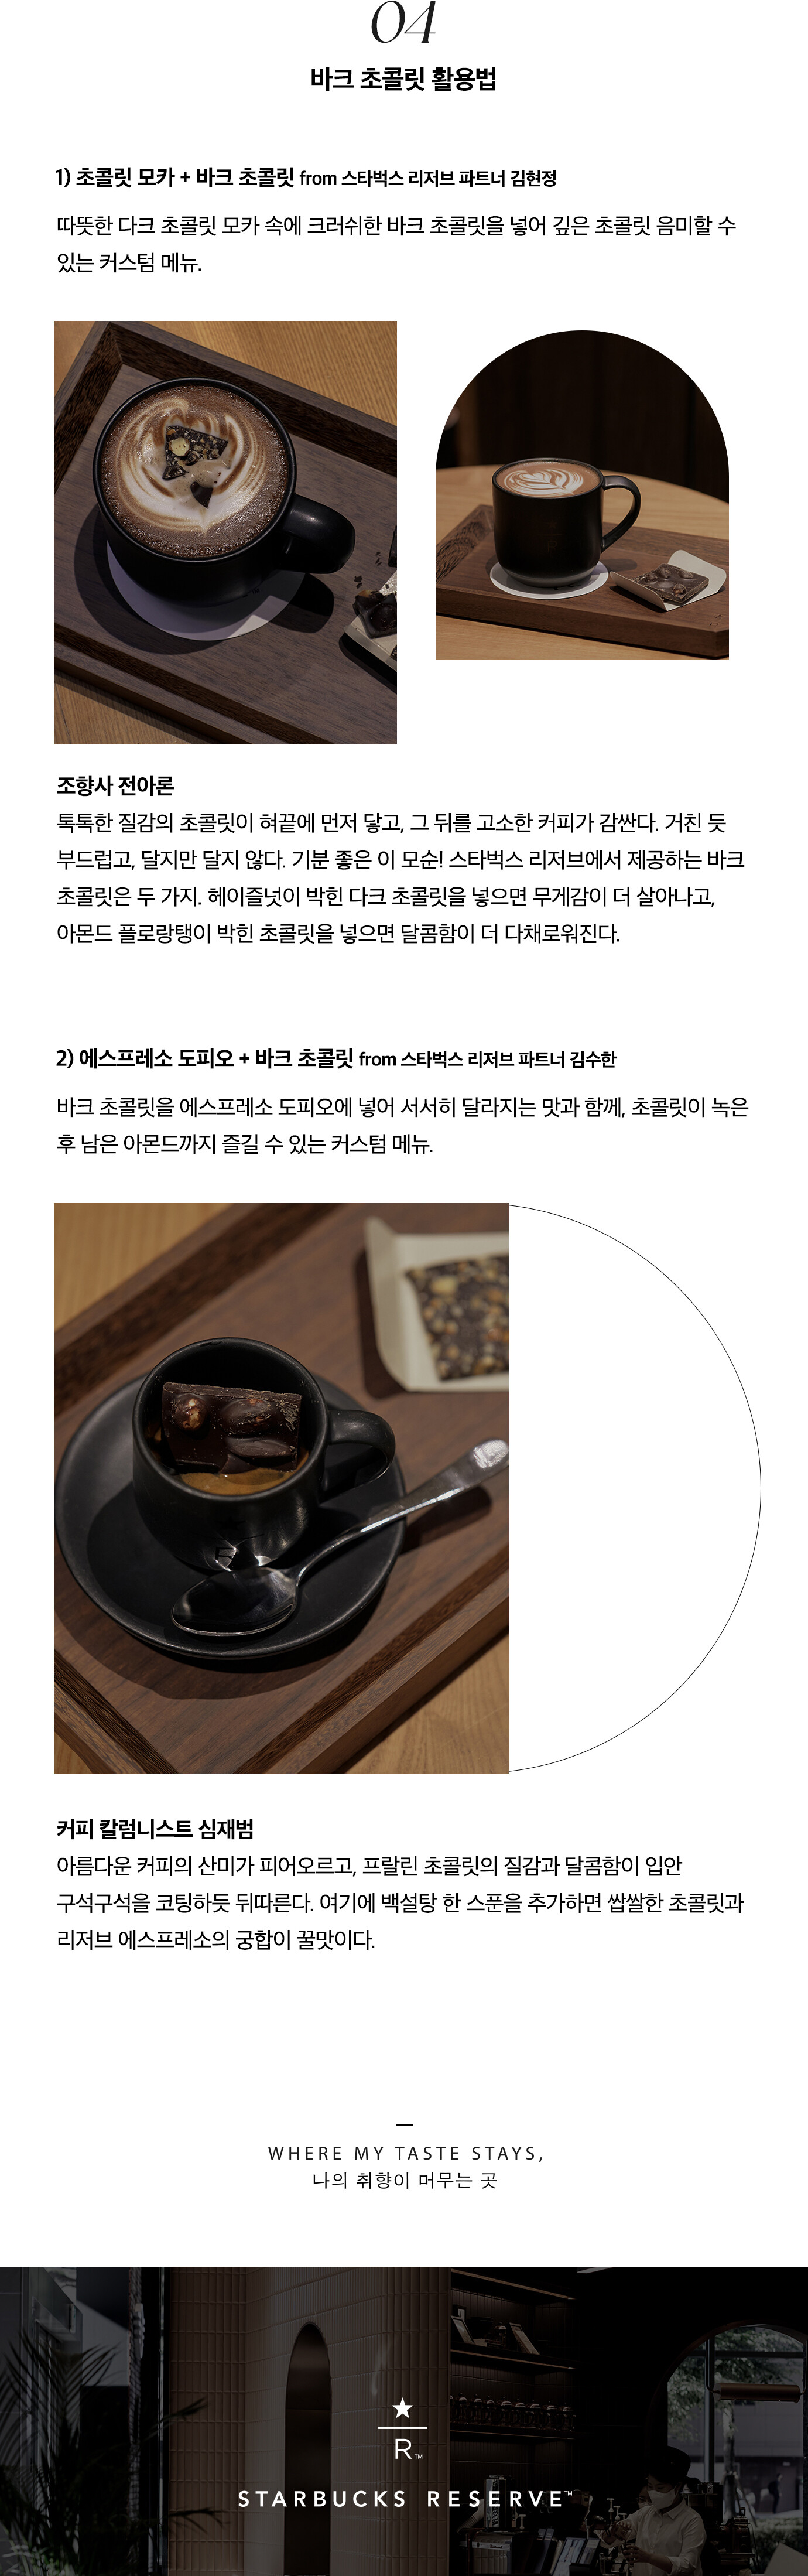 04
바크 초콜릿 활용법
1) 초콜릿 모카 + 바크 초콜릿 from 스타벅스 리저브 파트너 김현정
따뜻한 다크 초콜릿 모카 속에 크러쉬한 바크 초콜릿을 넣어 깊은 초콜릿 음미할 수
있는 커스텀 메뉴.
조향사 전아론
톡톡한 질감의 초콜릿이 혀끝에 먼저 닿고, 그 뒤를 고소한 커피가 감싼다. 거친 듯
부드럽고, 달지만 달지 않다. 기분 좋은 이 모순! 스타벅스 리저브에서 제공하는 바크
초콜릿은 두 가지. 헤이즐넛이 박힌 다크 초콜릿을 넣으면 무게감이 더 살아나고,
아몬드 플로랑탱이 박힌 초콜릿을 넣으면 달콤함이 더 다채로워진다.
2) 에스프레소 도피오 + 바크 초콜릿 from 스타벅스 리저브 파트너 김수한
바크 초콜릿을 에스프레소 도피오에 넣어 서서히 달라지는 맛과 함께, 초콜릿이 녹은
후 남은 아몬드까지 즐길 수 있는 커스텀 메뉴.
커피 칼럼니스트 심재범
아름다운 커피의 산미가 피어오르고, 프랄린 초콜릿의 질감과 달콤함이 입안
구석구석을 코팅하듯 뒤따른다. 여기에 백설탕 한 스푼을 추가하면 쌉쌀한 초콜릿과
리저브 에스프레소의 궁합이 꿀맛이다.
WHERE MY TASTE STAYS,
나의 취향이 머무는 곳
R™
STARBUCKS RESERVE™